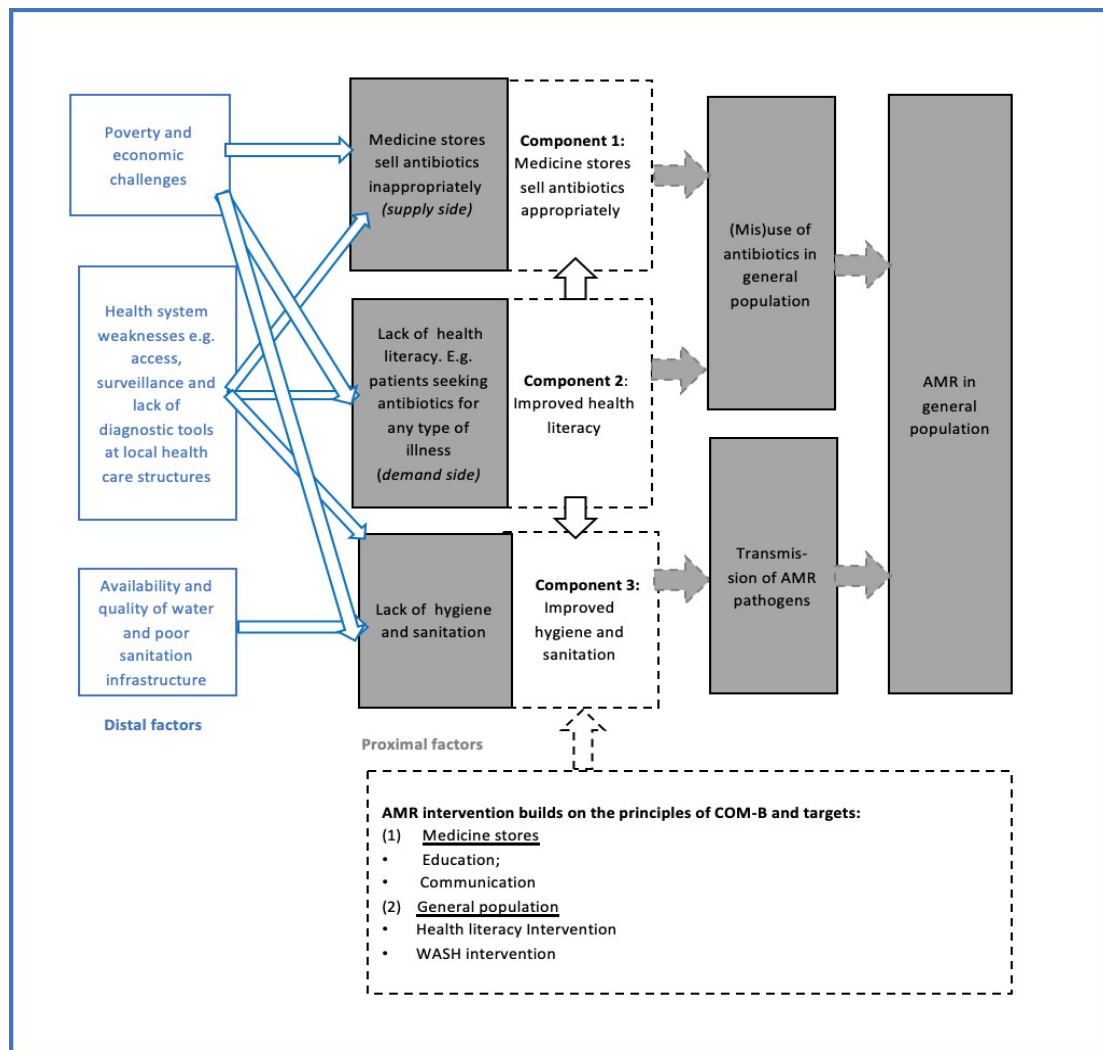 Poverty and
economic
challenges
Health system
weaknesses e.g.
access,
surveillance and
lack of
diagnostic tools
at local health
care structures
Availability and
quality of water
and poor
sanitation
infrastructure
Distal factors
Medicine stores
sell antibiotics
inappropriately
(supply side)
Component 1:
Medicine stores
sell antibiotics
appropriately
Lack of health
literacy. E.g.
patients seeking
antibiotics for
any type of
illness
(demand side)
Component 2:
Improved health
literacy
Lack of hygiene
and sanitation
Component 3:
Improved
hygiene and
sanitation
Proximal factors
(Mis)use of
antibiotics in
general
population
Transmis-
sion of AMR
pathogens
AMR in
general
population
AMR intervention builds on the principles of COM-B and targets:
(1) Medicine stores
• Education;
• Communication
(2) General population
• Health literacy Intervention
• WASH intervention